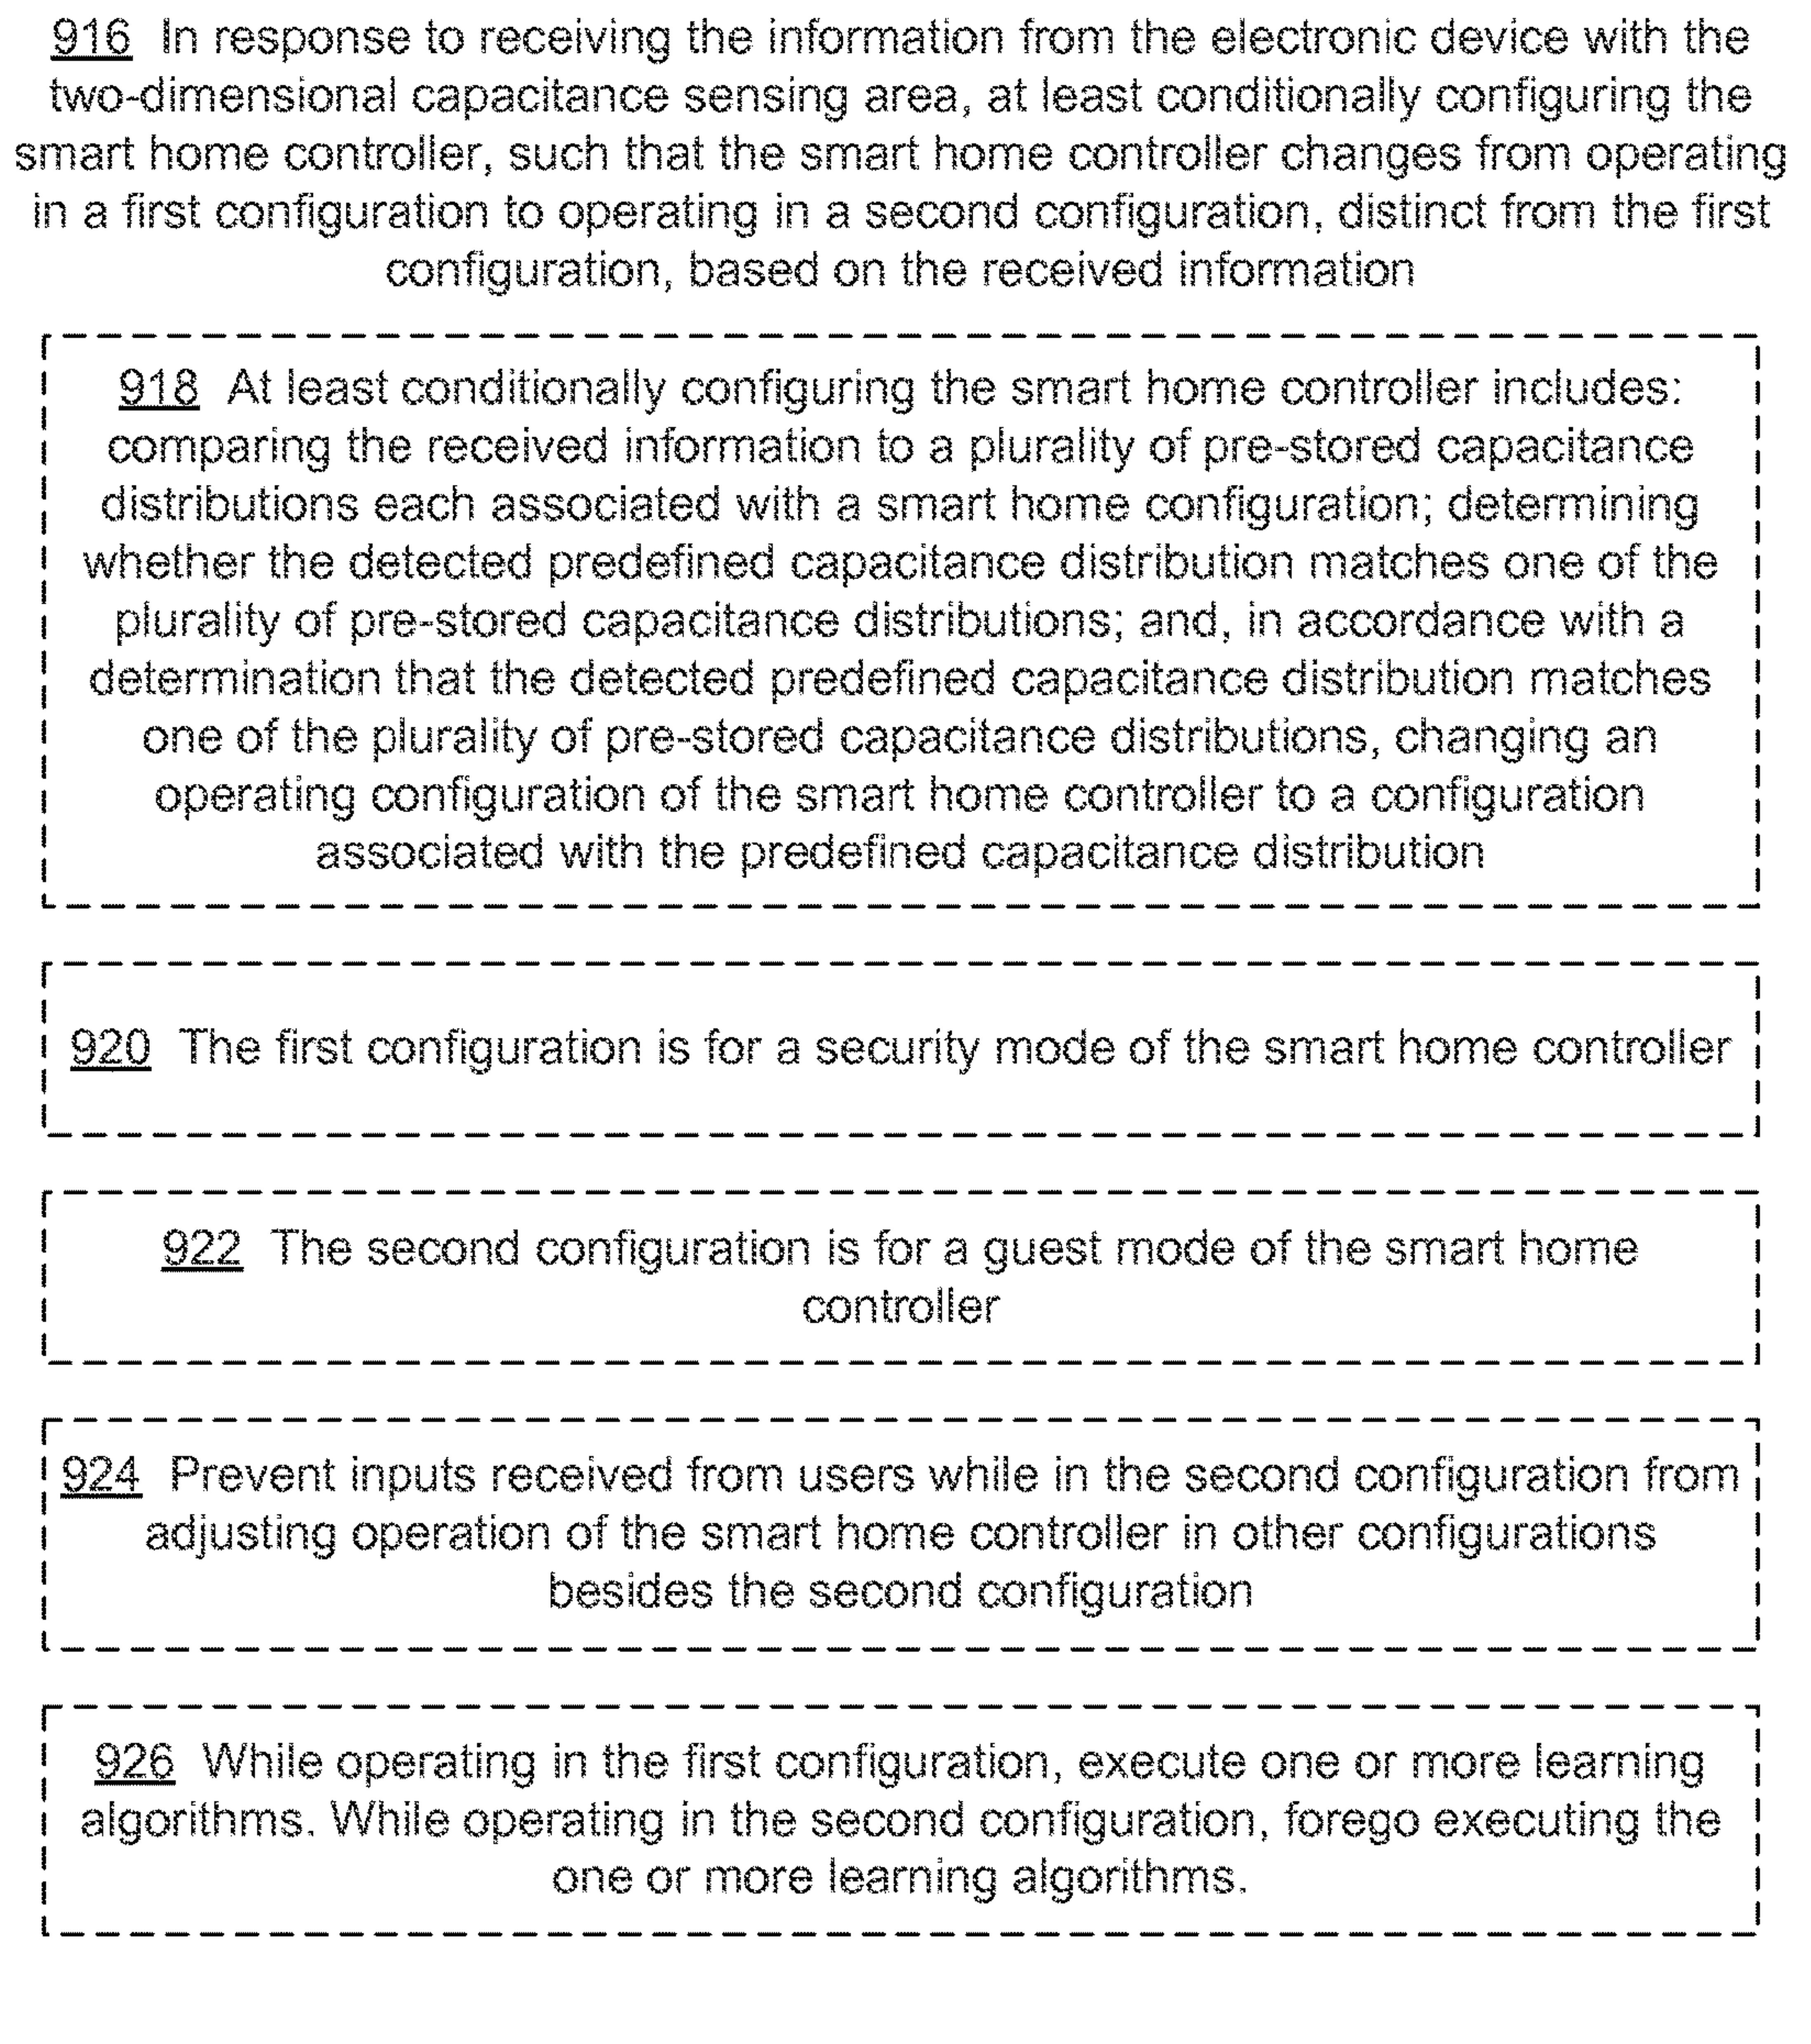 916 In response to receiving the information from the electronic device with the
two-dimensional capacitance sensing area, at least conditionally configuring the
smart home controller, such that the smart home controller changes from operating
in a first configuration to operating in a second configuration, distinct from the first
configuration, based on the received information
918 At least conditionally configuring the smart home controller includes:
comparing the received information to a plurality of pre-stored capacitance
distributions each associated with a smart home configuration; determining
whether the detected predefined capacitance distribution matches one of the
plurality of pre-stored capacitance distributions; and, in accordance with a
determination that the detected predefined capacitance distribution matches
one of the plurality of pre-stored capacitance distributions, changing an
operating configuration of the smart home controller to a configuration
associated with the predefined capacitance distribution
920 The first configuration is for a security mode of the smart home controller
922 The second configuration is for a guest mode of the smart home
controller
924 Prevent inputs received from users while in the second configuration from
adjusting operation of the smart home controller in other configurations
besides the second configuration
926 While operating in the first configuration, execute one or more learning
algorithms. While operating in the second configuration, forego executing the
one or more learning algorithms.